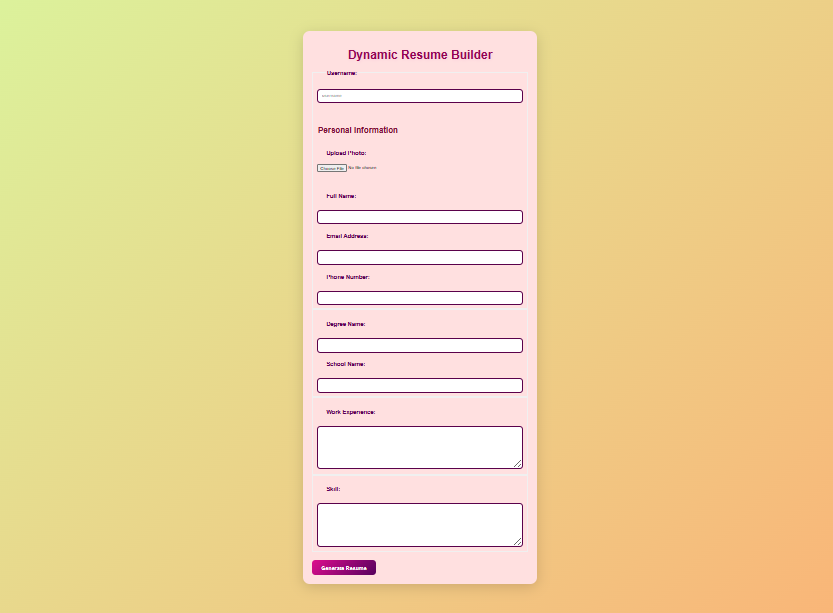 Dynamic Resume Builder
Username:
username
Personal Information
Upload Photo:
Choose File No file chosen
Full Name:
Email Address:
Phone Number:
Degree Name:
School Name:
Work Experience:
Skill:
Generate Resume